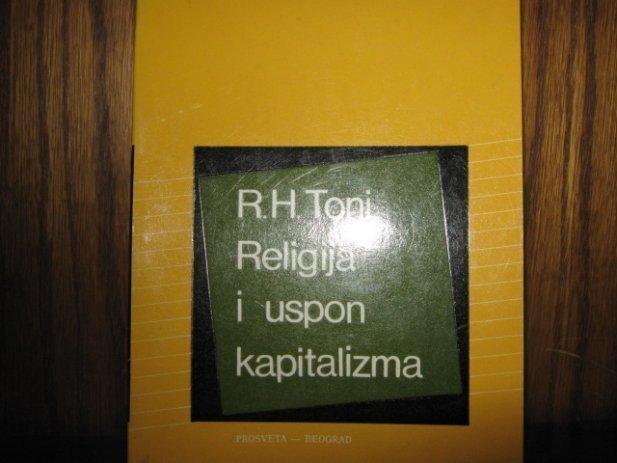 R.H. Toni
Religija
i uspon
kapitalizma
PROSVETA — BEOGRAD